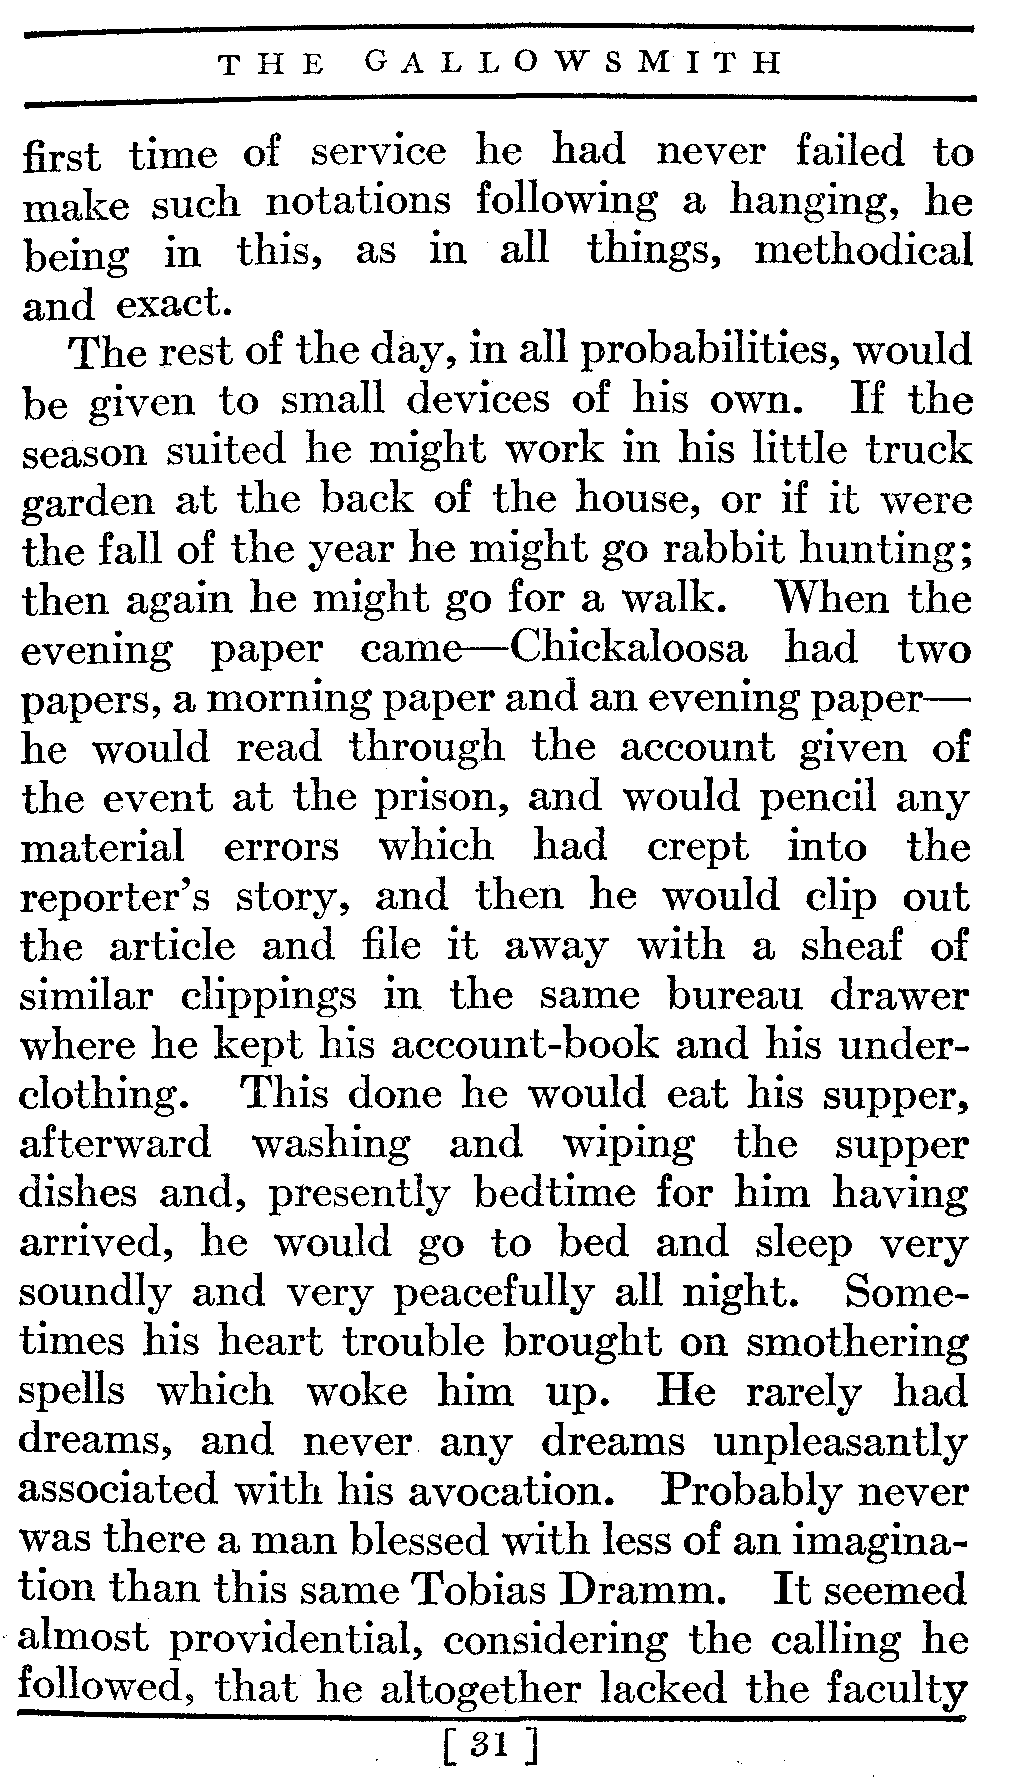 THE GALLOWSMITH
first time of service he had never failed to
make such notations following a hanging, he
being in this, as in all things, methodical
and exact.
The rest of the day, in all probabilities, would
be given to small devices of his own. If the
season suited he might work in his little truck
garden at the back of the house, or if it were
the fall of the year he might go rabbit hunting;
then again he might go for a walk. When the
evening paper came—Chickaloosa had two
papers, a morning paper and an evening paper—
he would read through the account given of
the event at the prison, and would pencil any
material errors which had crept into the
reporter's story, and then he would clip out
the article and file it away with a sheaf of
similar clippings in the same bureau drawer
where he kept his account-book and his under-
clothing. This done he would eat his supper,
afterward washing and wiping the supper
dishes and, presently bedtime for him having
arrived, he would go to bed and sleep very
soundly and very peacefully all night. Some-
times his heart trouble brought on smothering
spells which woke him up. He rarely had
dreams, and never any dreams unpleasantly
associated with his avocation. Probably never
was there a man blessed with less of an imagina-
tion than this same Tobias Dramm. It seemed
almost providential, considering the calling he
followed, that he altogether lacked the faculty
[ 31 ]